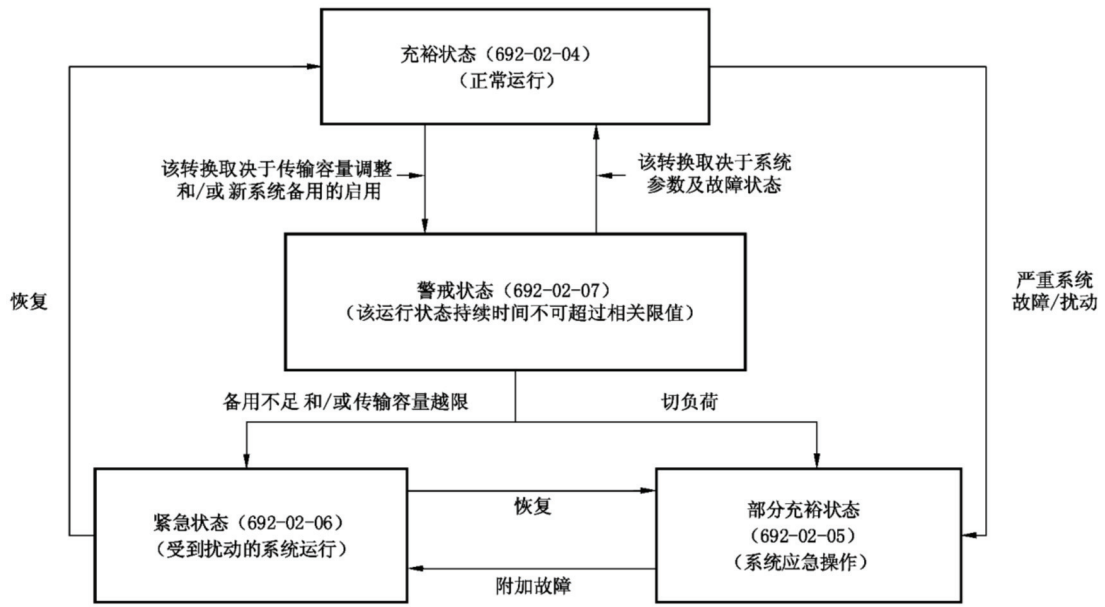 充裕状态（692-02-04）
（正常运行）
该转换取决于传输容量调整
和/或 新系统备用的启用
该转换取决于系统
参数及故障状态
警戒状态（692-02-07）
（该运行状态持续时间不可超过相关限值）
恢复
严重系统
故障/扰动
备用不足 和/或传输容量越限
切负荷
紧急状态（692-02-06）
（受到扰动的系统运行）
恢复
附加故障
部分充裕状态
（692-02-05）
（系统应急操作）